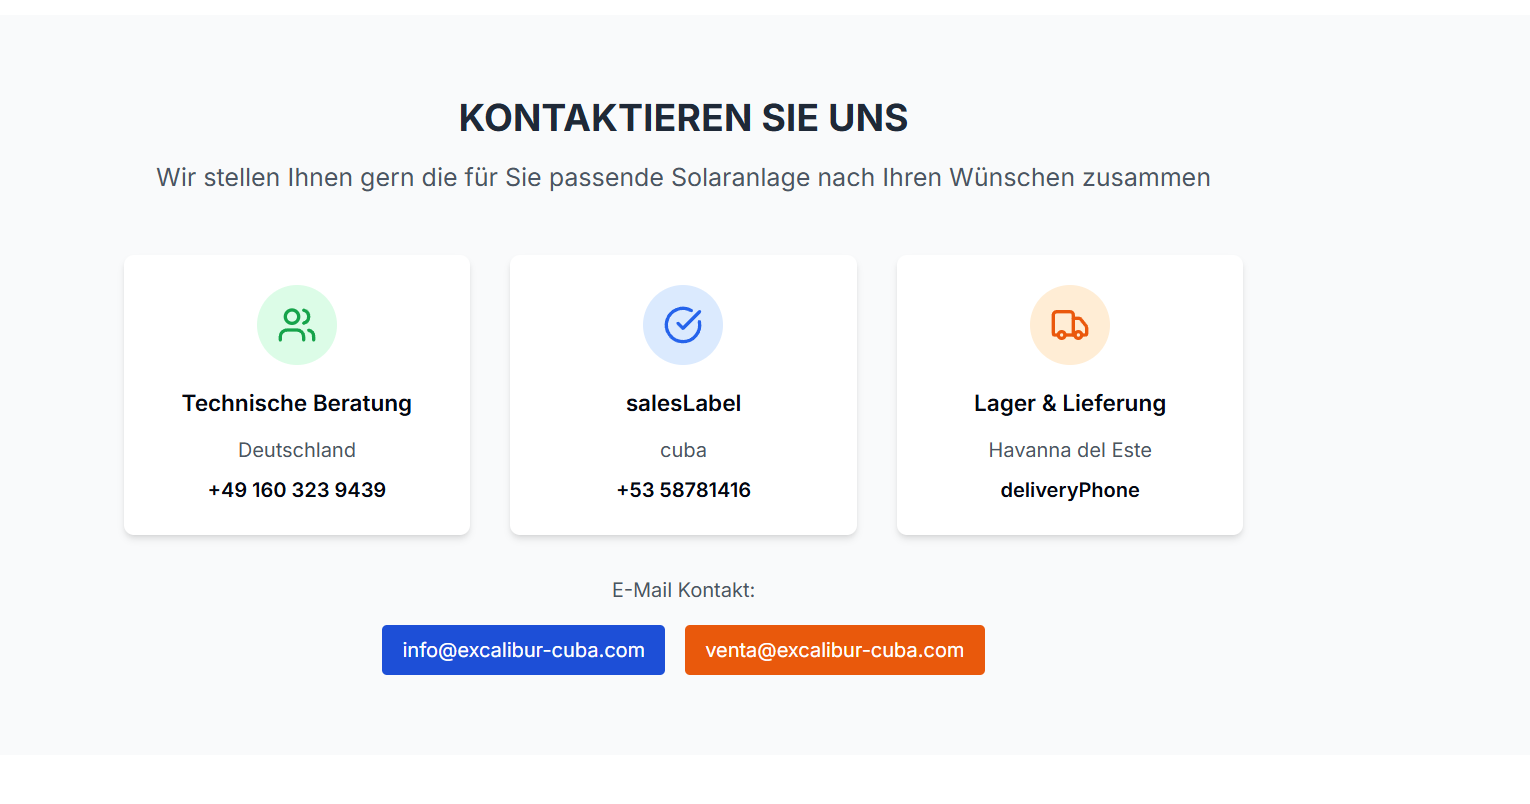 KONTAKTIEREN SIE UNS
Wir stellen Ihnen gern die für Sie passende Solaranlage nach Ihren Wünschen zusammen
Technische Beratung
Deutschland
+49 160 323 9439
salesLabel
cuba
+53 58781416
Lager & Lieferung
Havanna del Este
deliveryPhone
E-Mail Kontakt:
info@excalibur-cuba.com
venta@excalibur-cuba.com